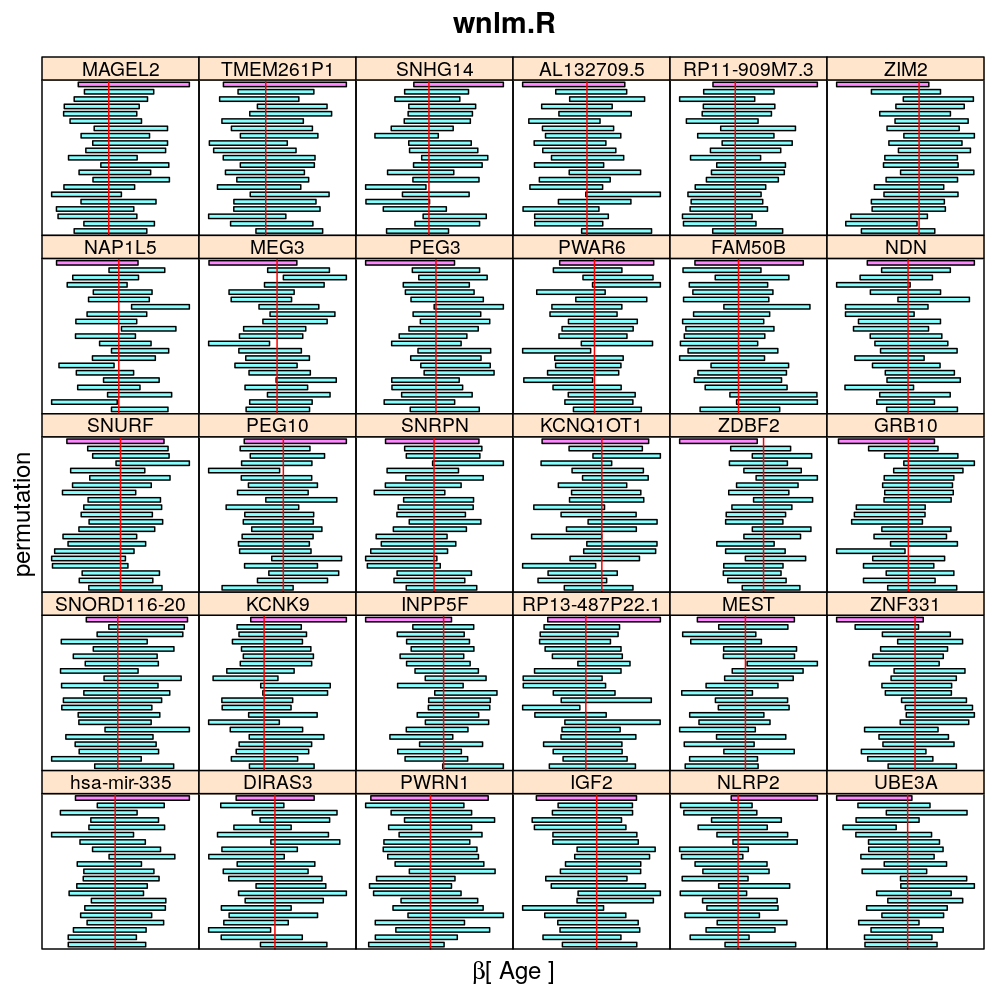 wnlm.R
MAGEL2 TMEM261P1 SNHG14 AL132709.5 RP11-909M7.3 ZIM2
NAP1L5 MEG3 PEG3 PWAR6 FAM50B NDN
SNURF PEG10 SNRPN KCNQ1OT1 ZDBF2 GRB10
permutation
SNORD116-20 KCNK9 INPP5F RP13-487P22.1 MEST ZNF331
hsa-mir-335 DIRAS3 PWRN1 IGF2 NLRP2 UBE3A
β[ Age ]